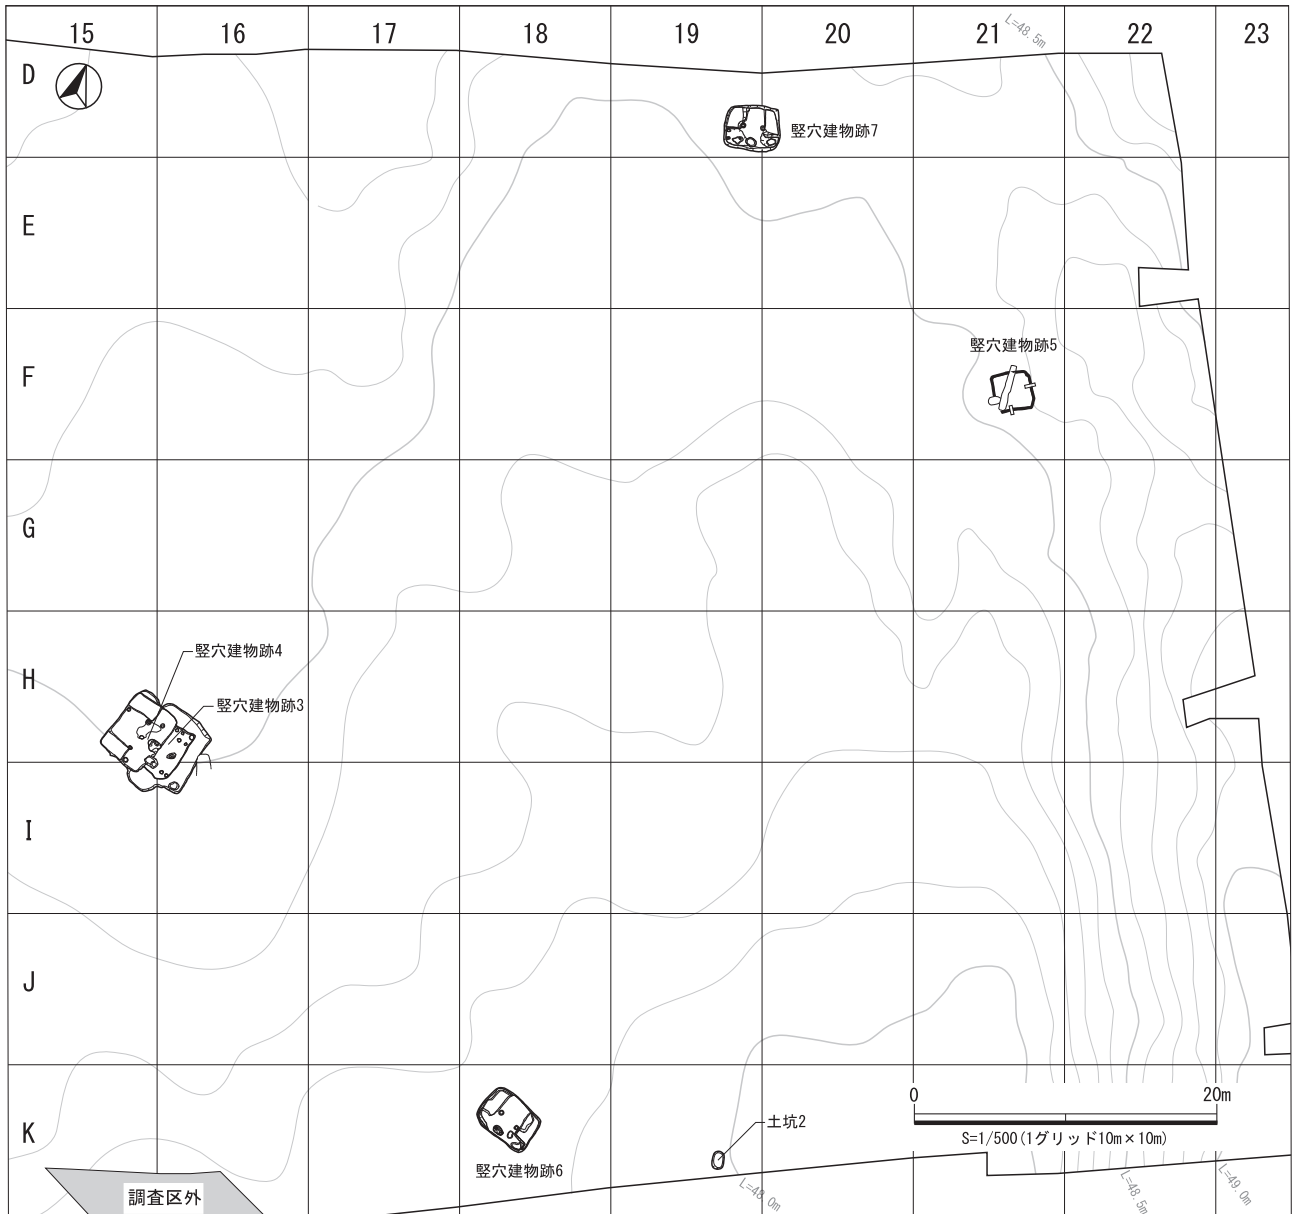 15 16 17 18 19 20 21 22 23
L=48.5m
D
竪穴建物跡7
E
竪穴建物跡5
F
G
竪穴建物跡4
H
竪穴建物跡3
I
J
0 20m
土坑2
K
S=1/500(1グリッド10m×10m)
竪穴建物跡6
調査区外
L=48.0m
L=48.5m
L=49.0m